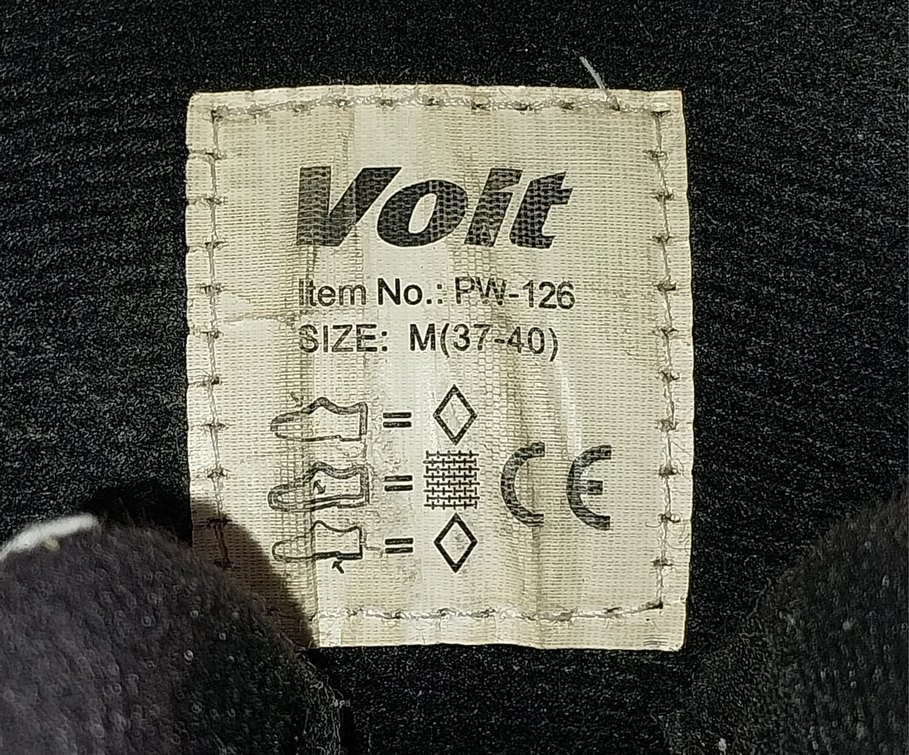 Voit
Item No.: PW-126
SIZE: M(37-40)
=
=
CE
=